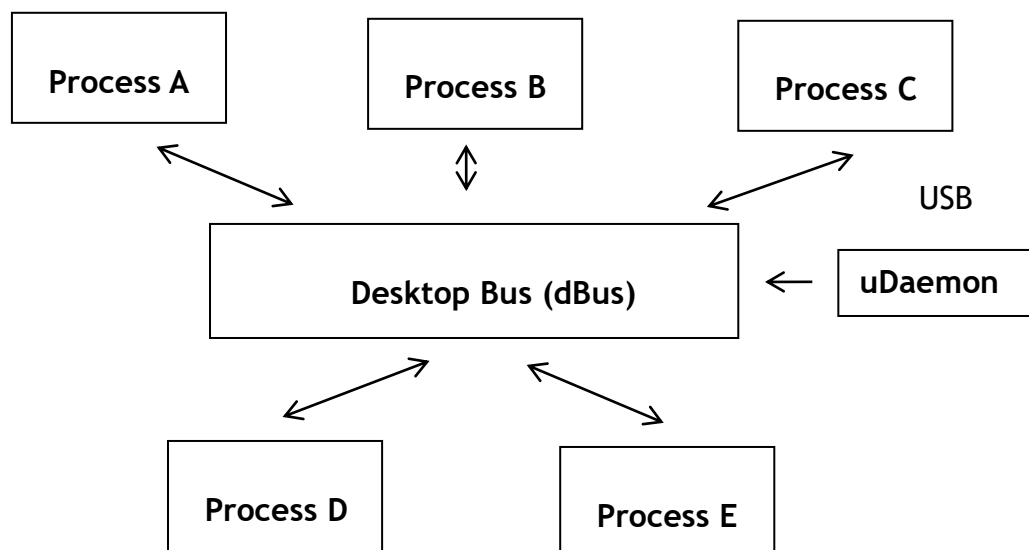 Process A
Process B
Process C
USB
uDaemon
Desktop Bus (dBus)
Process D
Process E